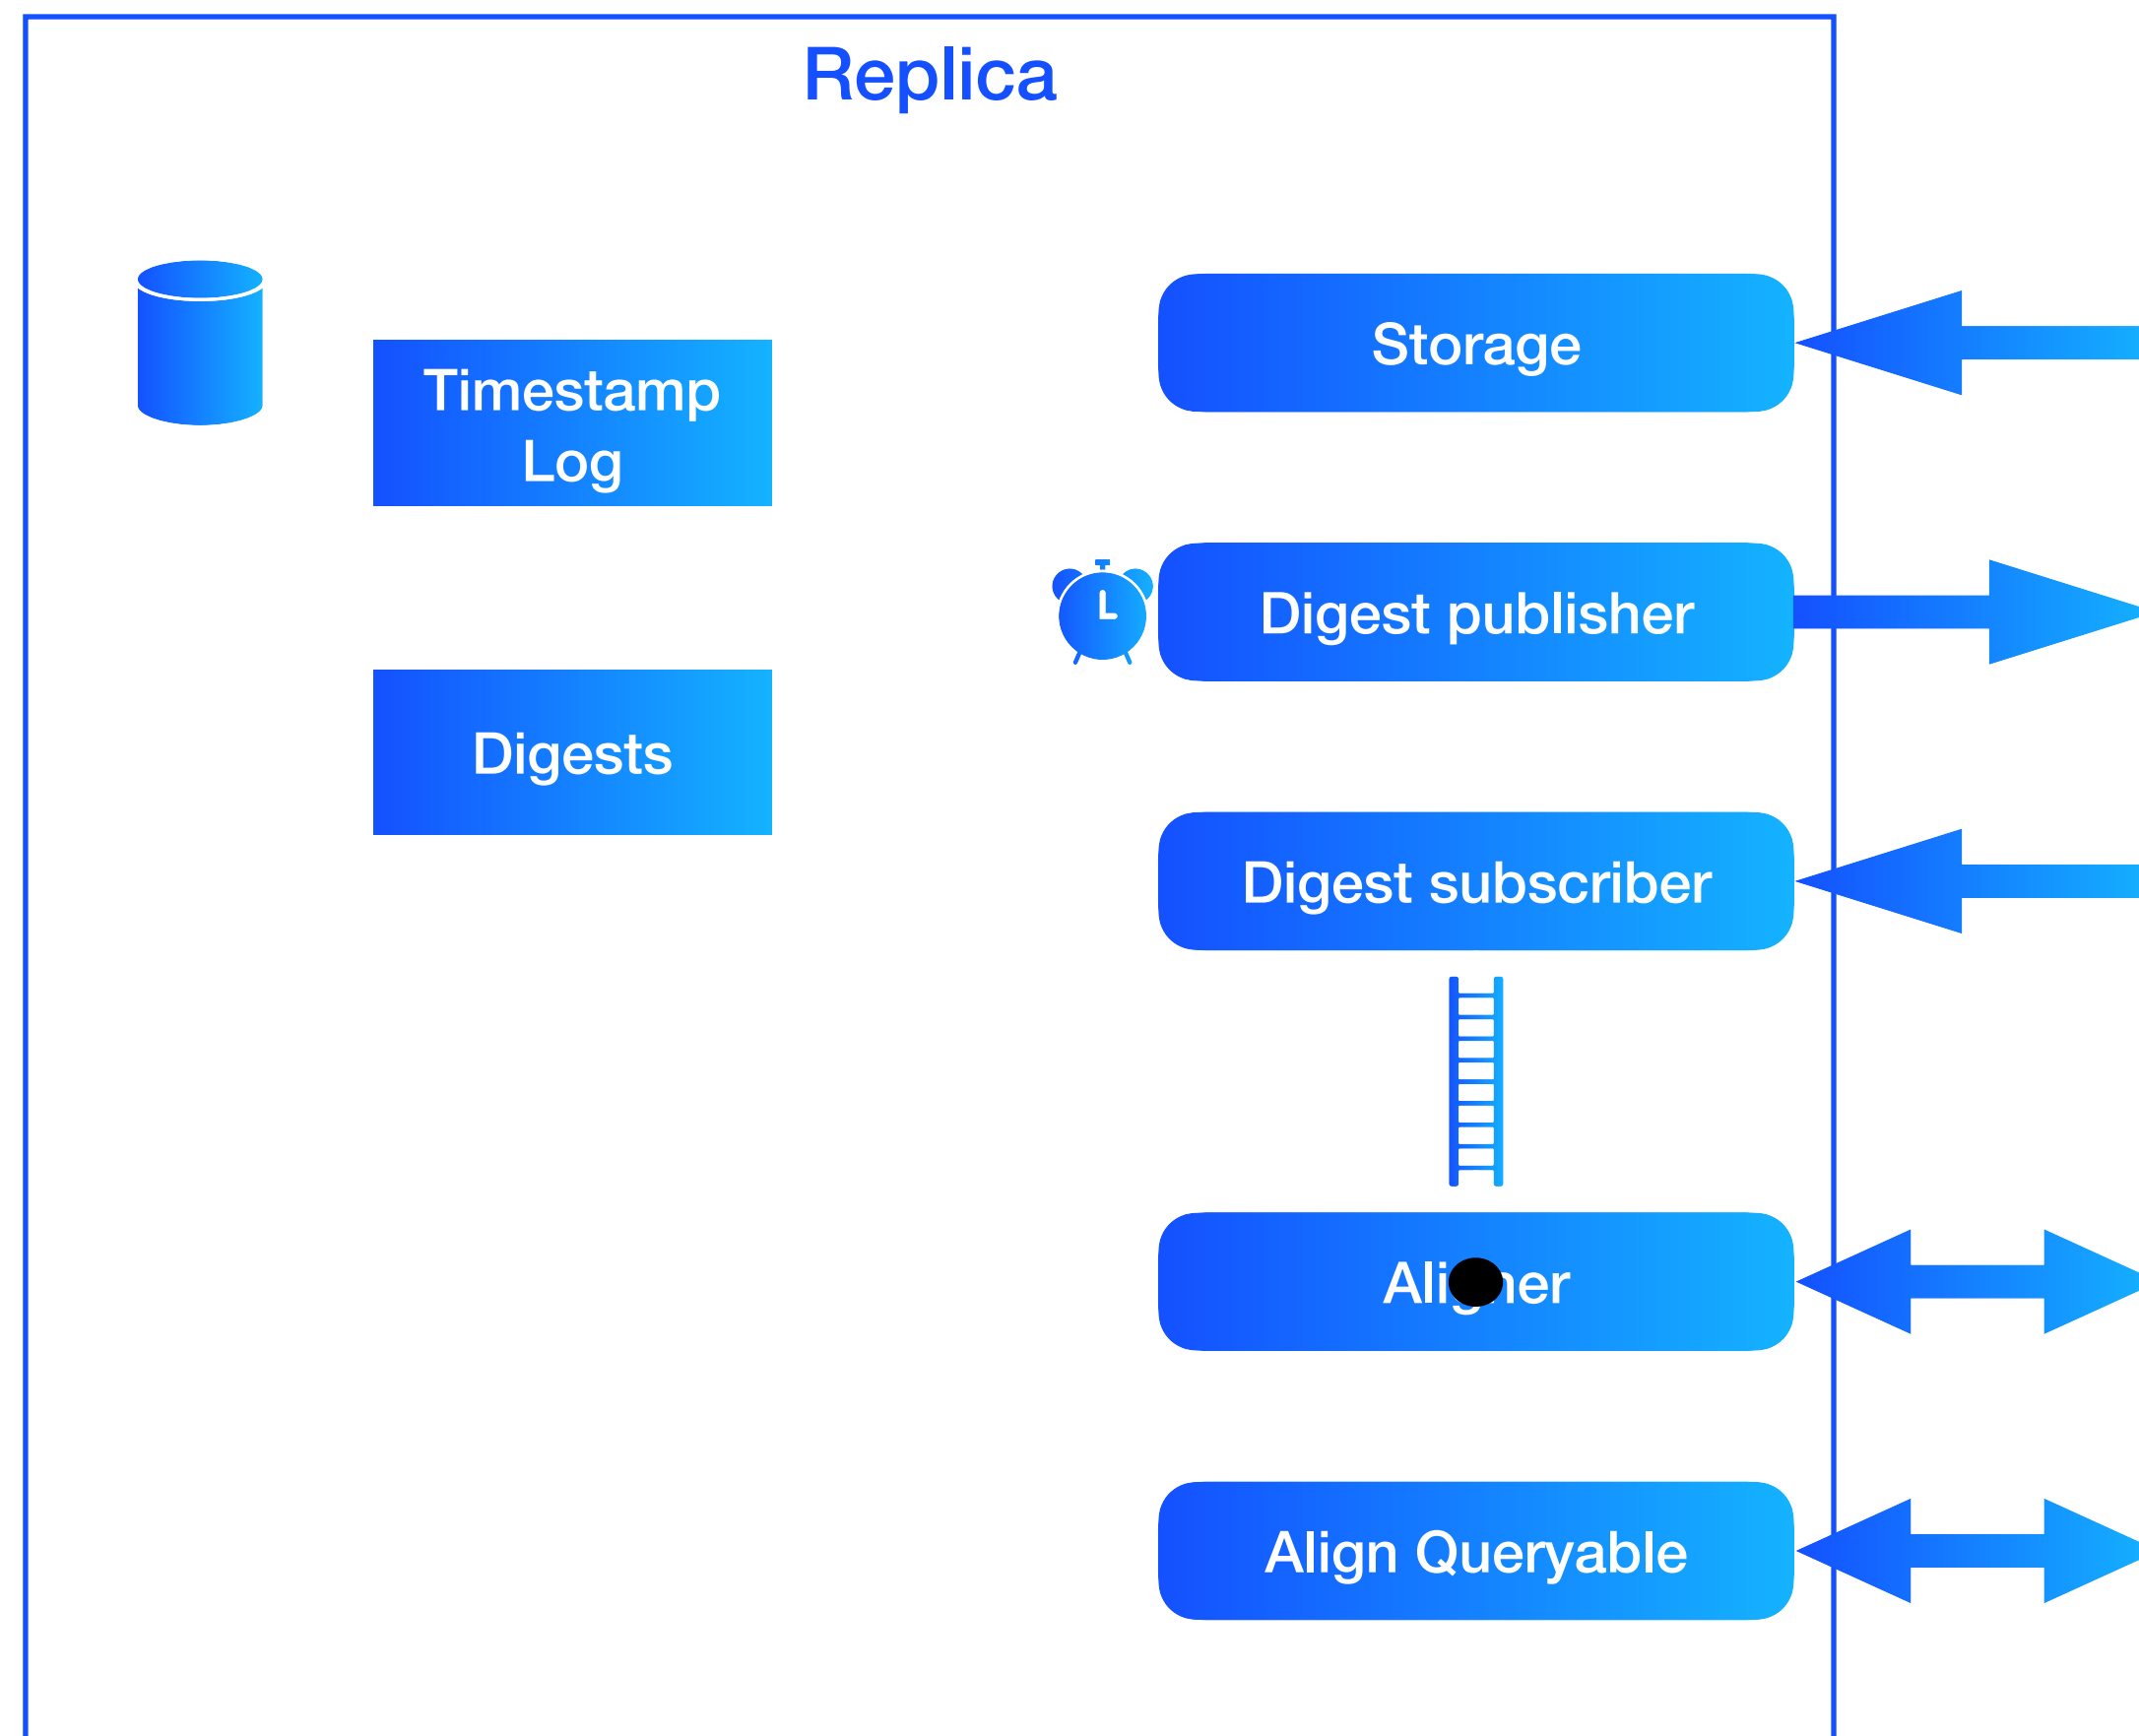 Replica
Timestamp
Log
Digests
Storage
Digest publisher
Digest subscriber
Align Queryable